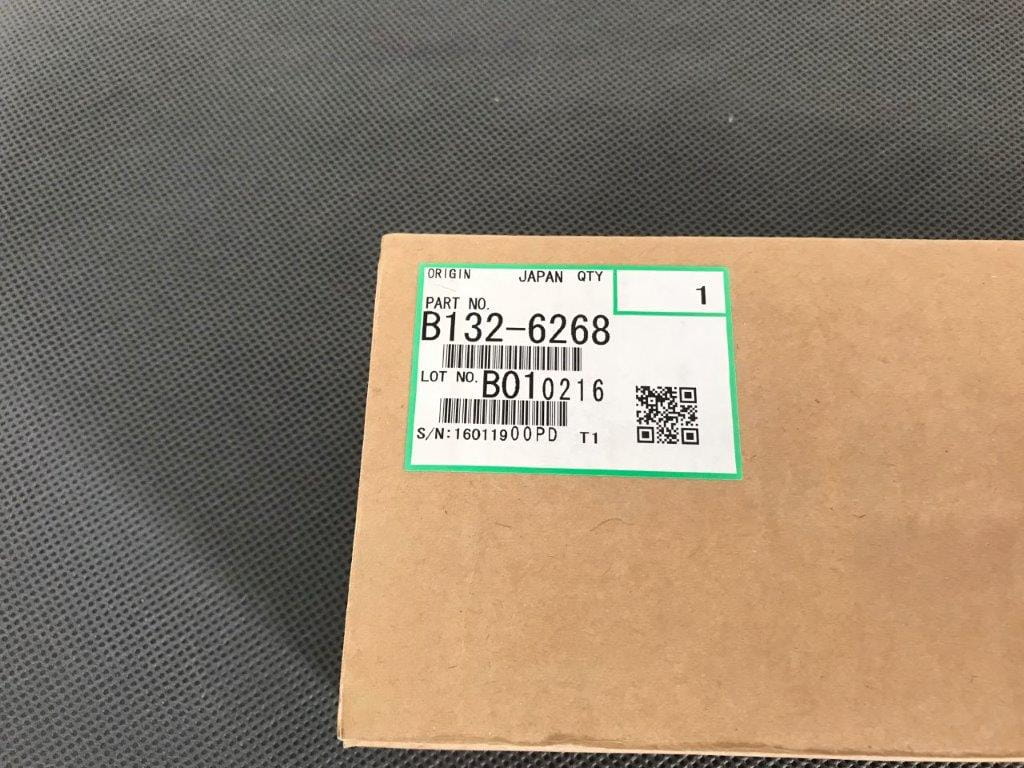 ORIGIN JAPAN QTY 1
PART NO.
B132-6268
LOT NO. B010216
S/N:16011900PD T1